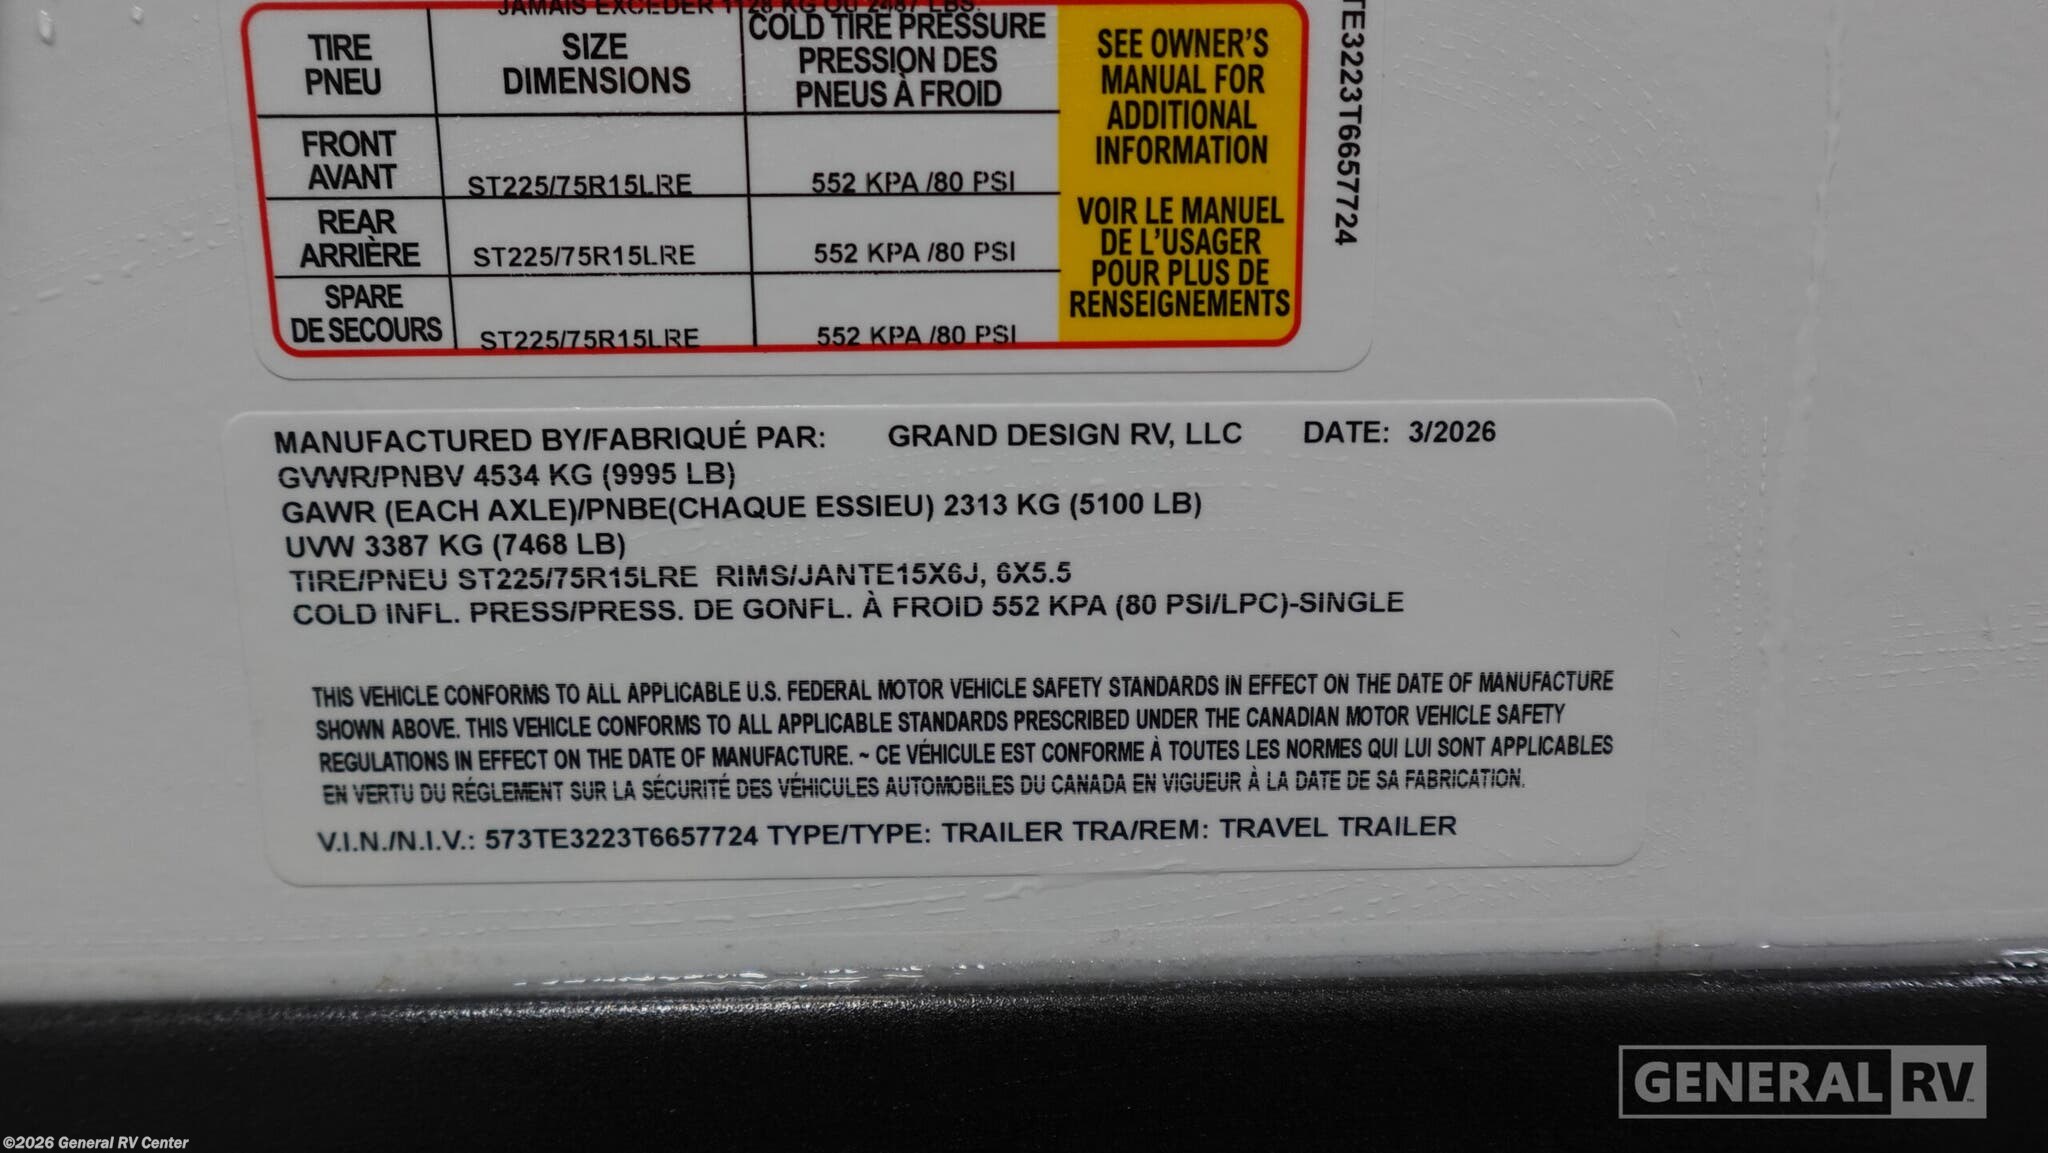 JAMAIS EXCEDER 1128 KG OU 2487 LBS.
TIRE
PNEU
SIZE
DIMENSIONS
COLD TIRE PRESSURE
PRESSION DES
PNEUS À FROID
SEE OWNER'S
MANUAL FOR
ADDITIONAL
INFORMATION
VOIR LE MANUEL
DE L'USAGER
POUR PLUS DE
RENSEIGNEMENTS
FRONT
AVANT
ST225/75R15LRE
552 KPA /80 PSI
REAR
ARRIÈRE
ST225/75R15LRE
552 KPA /80 PSI
SPARE
DE SECOURS
ST225/75R15LRE
552 KPA /80 PSI
TE3223T6657724
MANUFACTURED BY/FABRIQUÉ PAR: GRAND DESIGN RV, LLC DATE: 3/2026
GVWR/PNBV 4534 KG (9995 LB)
GAWR (EACH AXLE)/PNBE(CHAQUE ESSIEU) 2313 KG (5100 LB)
UVW 3387 KG (7468 LB)
TIRE/PNEU ST225/75R15LRE RIMS/JANTE15X6J, 6X5.5
COLD INFL. PRESS/PRESS. DE GONFL. À FROID 552 KPA (80 PSI/LPC)-SINGLE
THIS VEHICLE CONFORMS TO ALL APPLICABLE U.S. FEDERAL MOTOR VEHICLE SAFETY STANDARDS IN EFFECT ON THE DATE OF MANUFACTURE
SHOWN ABOVE. THIS VEHICLE CONFORMS TO ALL APPLICABLE STANDARDS PRESCRIBED UNDER THE CANADIAN MOTOR VEHICLE SAFETY
REGULATIONS IN EFFECT ON THE DATE OF MANUFACTURE. ~ CE VÉHICULE EST CONFORME À TOUTES LES NORMES QUI LUI SONT APPLICABLES
EN VERTU DU RÉGLEMENT SUR LA SÉCURITÉ DES VÉHICULES AUTOMOBILES DU CANADA EN VIGUEUR À LA DATE DE SA FABRICATION.
V.I.N./N.I.V.: 573TE3223T6657724 TYPE/TYPE: TRAILER TRA/REM: TRAVEL TRAILER
GENERAL RV
©2026 General RV Center